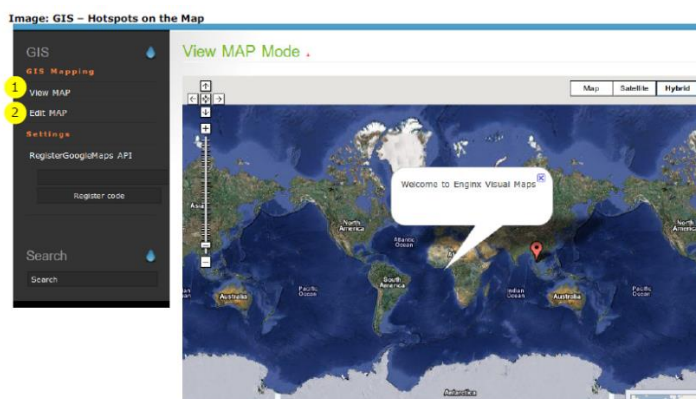 Image: GIS – Hotspots on the Map
GIS
GIS Mapping
1
View MAP
2
Edit MAP
Settings
RegisterGoogleMaps API
Register code
Search
Search
View MAP Mode .
Map
Satellite
Hybrid
Welcome to Enginx Visual Maps
Asia
North America
Atlantic Ocean
North America
South America
Indian Ocean
Australia
Pacific Ocean
Australia
Pacific Ocean
Antarctica